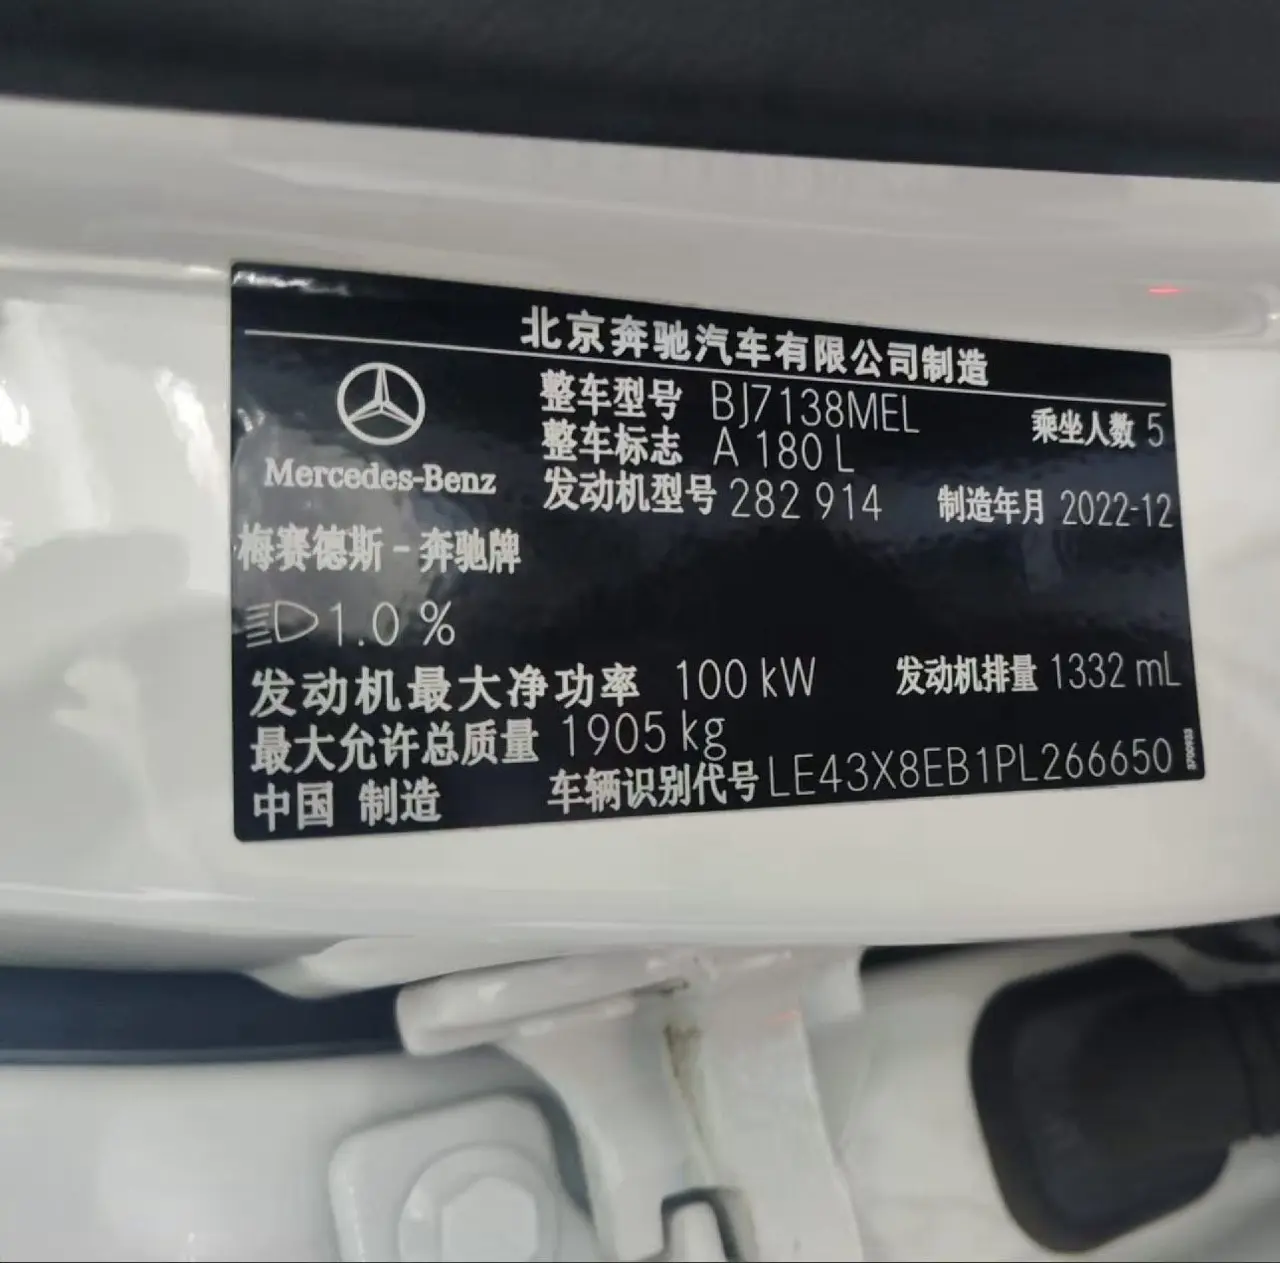 北京奔驰汽车有限公司制造
整车型号 BJ7138MEL 乘坐人数 5
整车标志 A 180 L
Mercedes-Benz
发动机型号 282 914 制造年月 2022-12
梅赛德斯-奔驰牌
1.0 %
发动机最大净功率 100 kW 发动机排量 1332 mL
最大允许总质量 1905 kg
中国 制造 车辆识别代号 LE43X8EB1PL266650